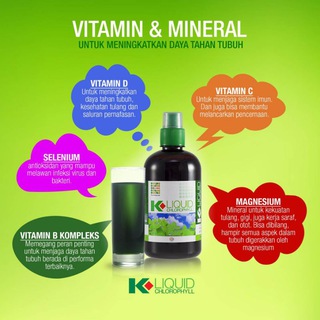 VITAMIN & MINERAL
UNTUK MENINGKATKAN DAYA TAHAN TUBUH
VITAMIN D
Untuk meningkatkan
daya tahan tubuh,
kesehatan tulang dan
saluran pernafasan.
VITAMIN C
Untuk menjaga sistem imun.
Dan juga bisa membantu
melancarkan pencernaan.
SELENIUM
antioksidan yang mampu
melawan infeksi virus dan
bakteri.
MAGNESIUM
Mineral untuk kekuatan
tulang, gigi, juga kerja saraf,
dan otot. Bisa dibilang,
hampir semua aspek dalam
tubuh digerakkan oleh
magnesium
VITAMIN B KOMPLEKS
Memegang peran penting
untuk menjaga daya tahan
tubuh berada di performa
terbaiknya.
K LIQUID
CHLOROPHYLL
K LIQUID
CHLOROPHYLL